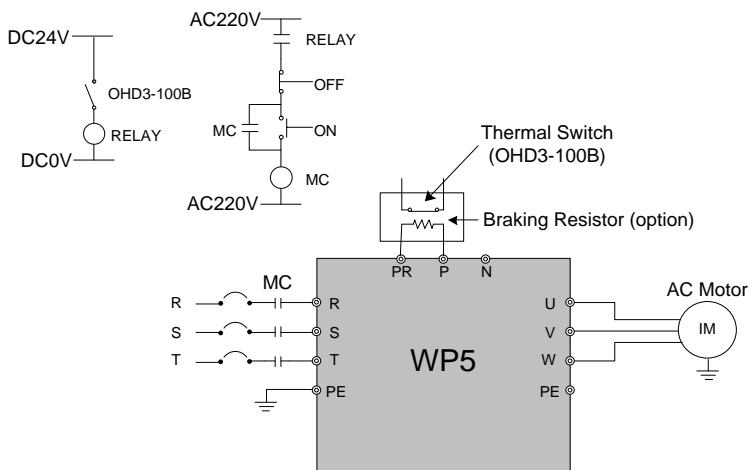 DC24V
OHD3-100B
RELAY
DC0V
AC220V
RELAY
OFF
MC
ON
MC
AC220V
Thermal Switch
(OHD3-100B)
Braking Resistor (option)
PR P N
MC
R R
S S
T T
PE
WP5
U
V
W
PE
AC Motor
IM